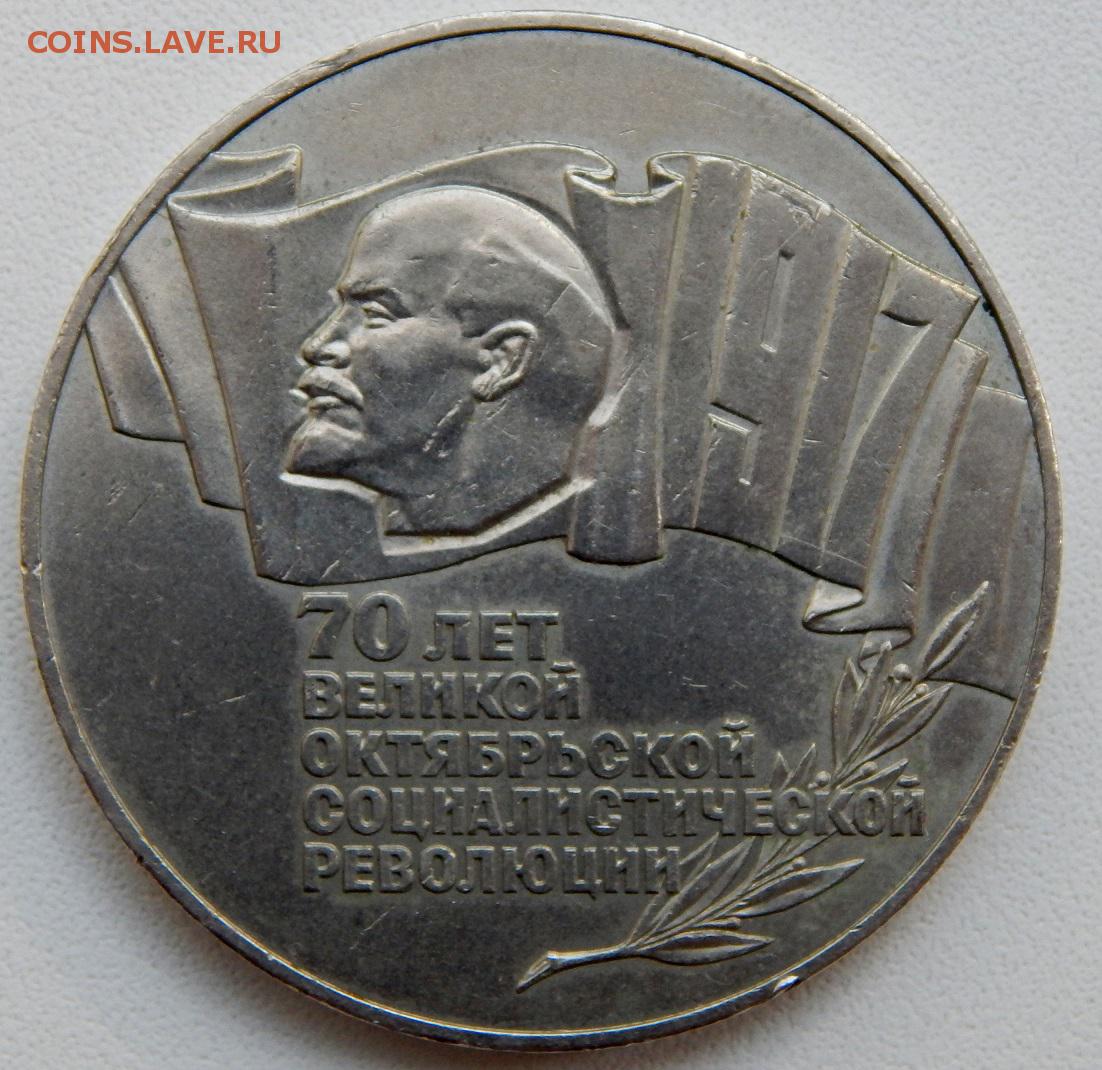 COINS.LAVE.RU
1917
70 ЛЕТ
ВЕЛИКОЙ
ОКТЯБРЬСКОЙ
СОЦИАЛИСТИЧЕСКОЙ
РЕВОЛЮЦИИ